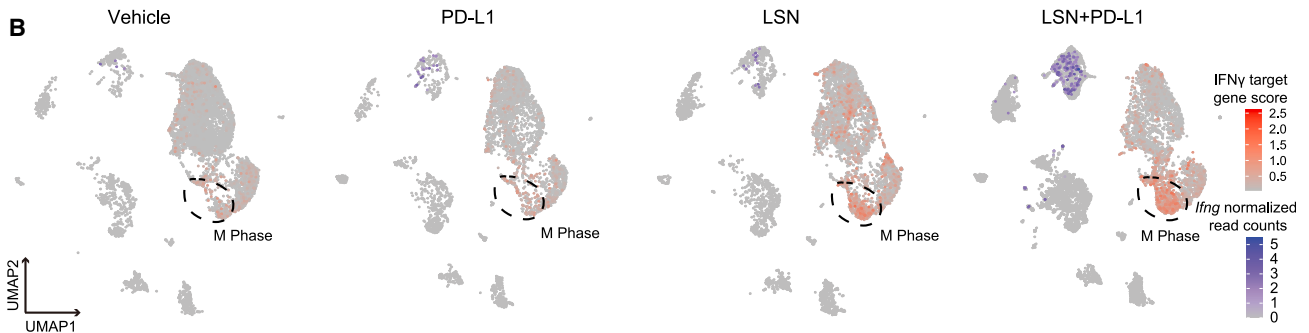 B
Vehicle
PD-L1
LSN
LSN+PD-L1
IFNγ target
gene score
2.5
2.0
1.5
1.0
0.5
M Phase
M Phase
M Phase
M Phase
Ifng normalized
read counts
5
4
3
2
1
0
UMAP2
UMAP1